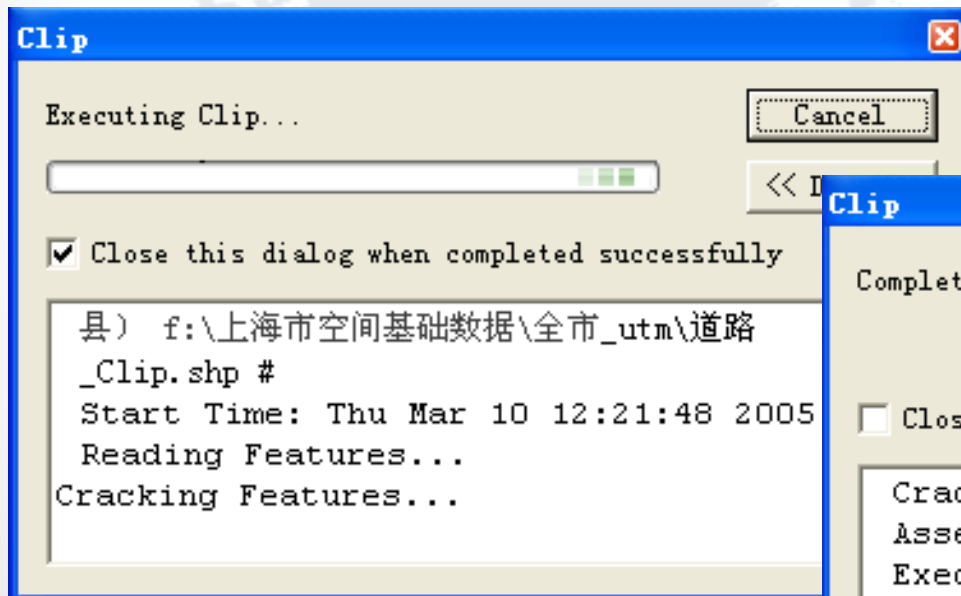 Clip
Executing Clip...
Cancel
<<
Close this dialog when completed successfully
县） f:\上海市空间基础数据\全市_utm\道路
_Clip.shp #
Start Time: Thu Mar 10 12:21:48 2005
Reading Features...
Cracking Features...
Clip
Complet
Clos
Crac
Asse
Exec